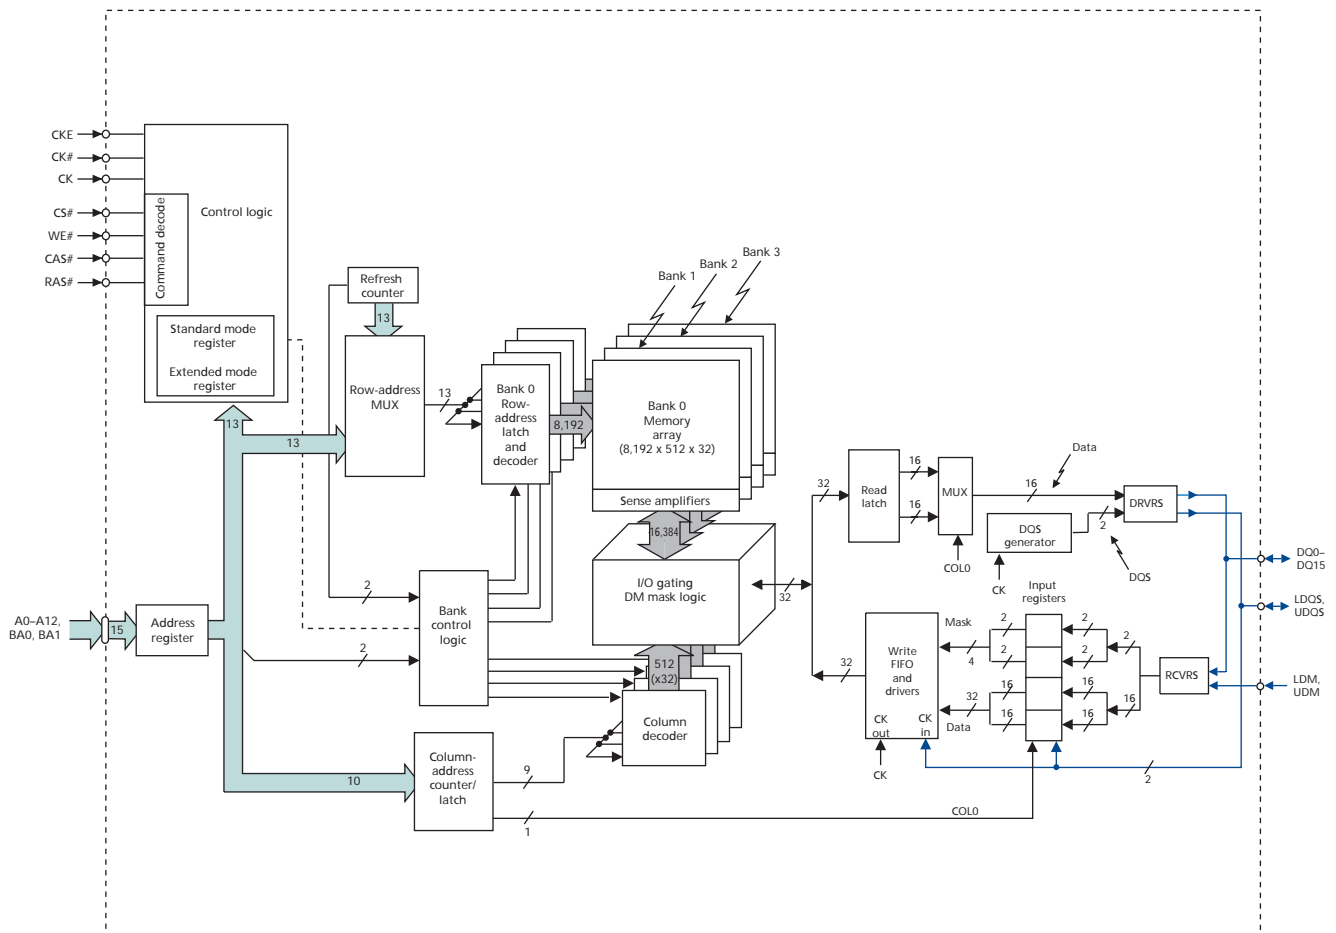 CKE
CK#
CK
CS#
WE#
CAS#
RAS#
Command decode
Control logic
Standard mode
register
Extended mode
register
Refresh
counter
13
Row-address
MUX
13
13
13
Bank 0
Row-
address
latch
and
decoder
8,192
Bank 1
Bank 2
Bank 3
Bank 0
Memory
array
(8,192 x 512 x 32)
Sense amplifiers
16,384
I/O gating
DM mask logic
32
512
(x32)
Column
decoder
A0–A12,
BA0, BA1
15
Address
register
2
2
Bank
control
logic
10
Column-
address
counter/
latch
9
1
COL0
32
Read
latch
16
16
MUX
COL0
16
Data
DQS
generator
CK
2
DQS
DRVRS
DQ0–
DQ15
LDQS,
UDQS
LDM,
UDM
RCVRS
Input
registers
32
Write
FIFO
and
drivers
CK
out
CK
in
CK
Mask
4
32
Data
2
2
16
16
2
2
16
16
2
16
2